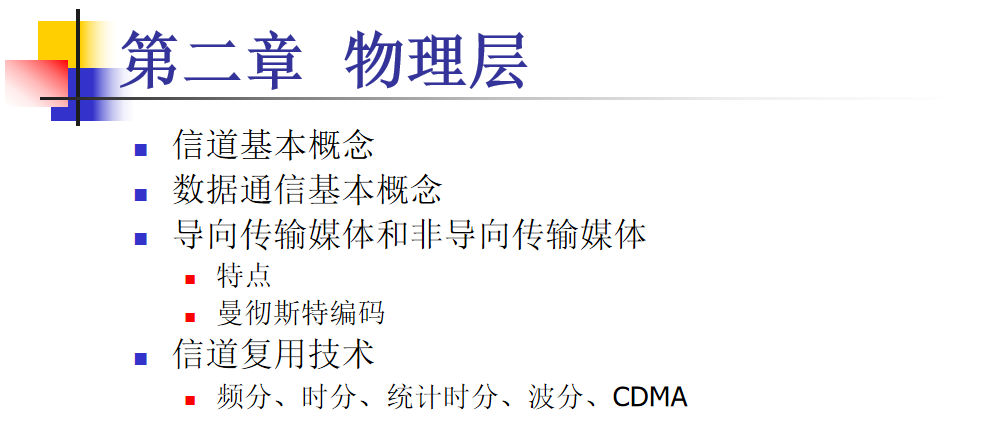 第二章 物理层
信道基本概念
数据通信基本概念
导向传输媒体和非导向传输媒体
特点
曼彻斯特编码
信道复用技术
频分、时分、统计时分、波分、CDMA